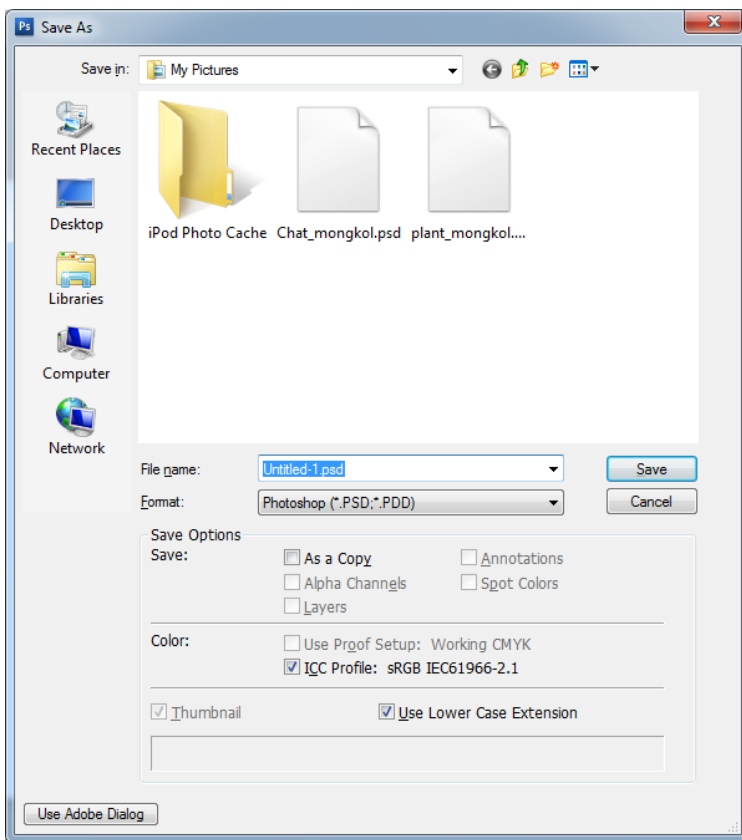 Ps Save As
Save in: My Pictures
Recent Places
Desktop
Libraries
Computer
Network
iPod Photo Cache Chat_mongkol.psd plant_mongkol....
File name: Untitled-1.psd Save
Format: Photoshop (*.PSD;*.PDD) Cancel
Save Options
Save: As a Copy Annotations
Alpha Channels Spot Colors
Layers
Color: Use Proof Setup: Working CMYK
ICC Profile: sRGB IEC61966-2.1
Thumbnail Use Lower Case Extension
Use Adobe Dialog